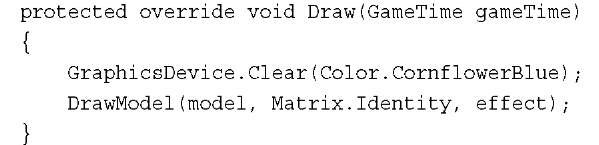 protected override void Draw(GameTime gameTime)
{
    GraphicsDevice.Clear(Color.CornflowerBlue);
    DrawModel(model, Matrix.Identity, effect);
}